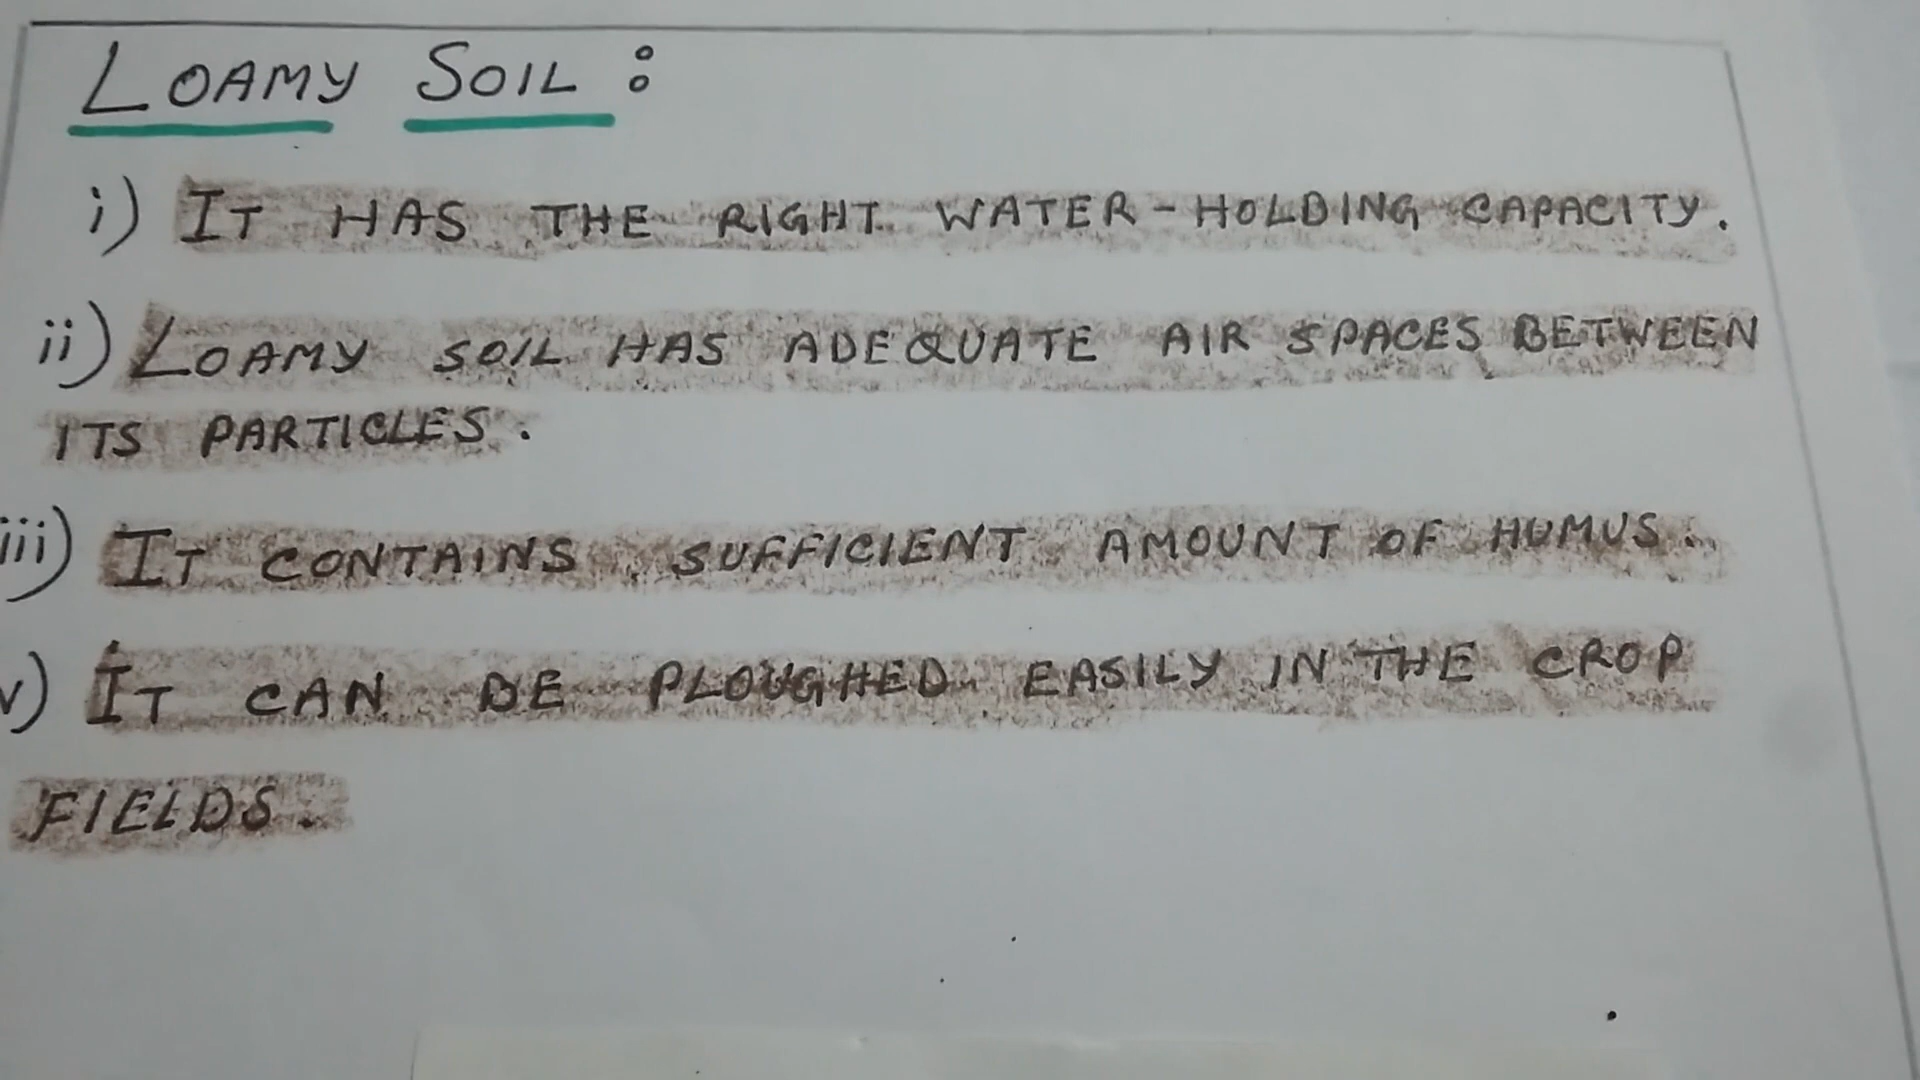 LOAMY SOIL :
i) IT HAS THE RIGHT WATER-HOLDING CAPACITY.
ii) LOAMY SOIL HAS ADEQUATE AIR SPACES BETWEEN
ITS PARTICLES.
iii) IT CONTAINS SUFFICIENT AMOUNT OF HUMUS.
v) IT CAN BE PLOUGHED EASILY IN THE CROP
FIELDS.